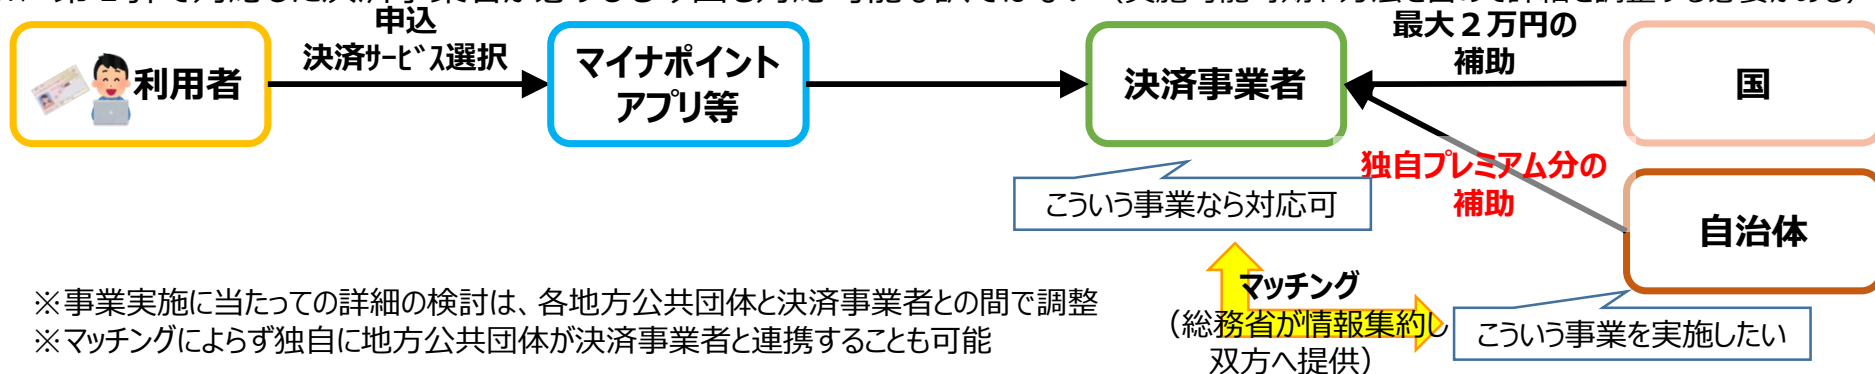 申込
決済サービス選択
最大２万円の
補助
利用者
マイナポイント
アプリ等
決済事業者
国
独自プレミアム分の
補助
こういう事業なら対応可
自治体
マッチング
（総務省が情報集約し
双方へ提供）
こういう事業を実施したい
※事業実施に当たっての詳細の検討は、各地方公共団体と決済事業者との間で調整
※マッチングによらず独自に地方公共団体が決済事業者と連携することも可能